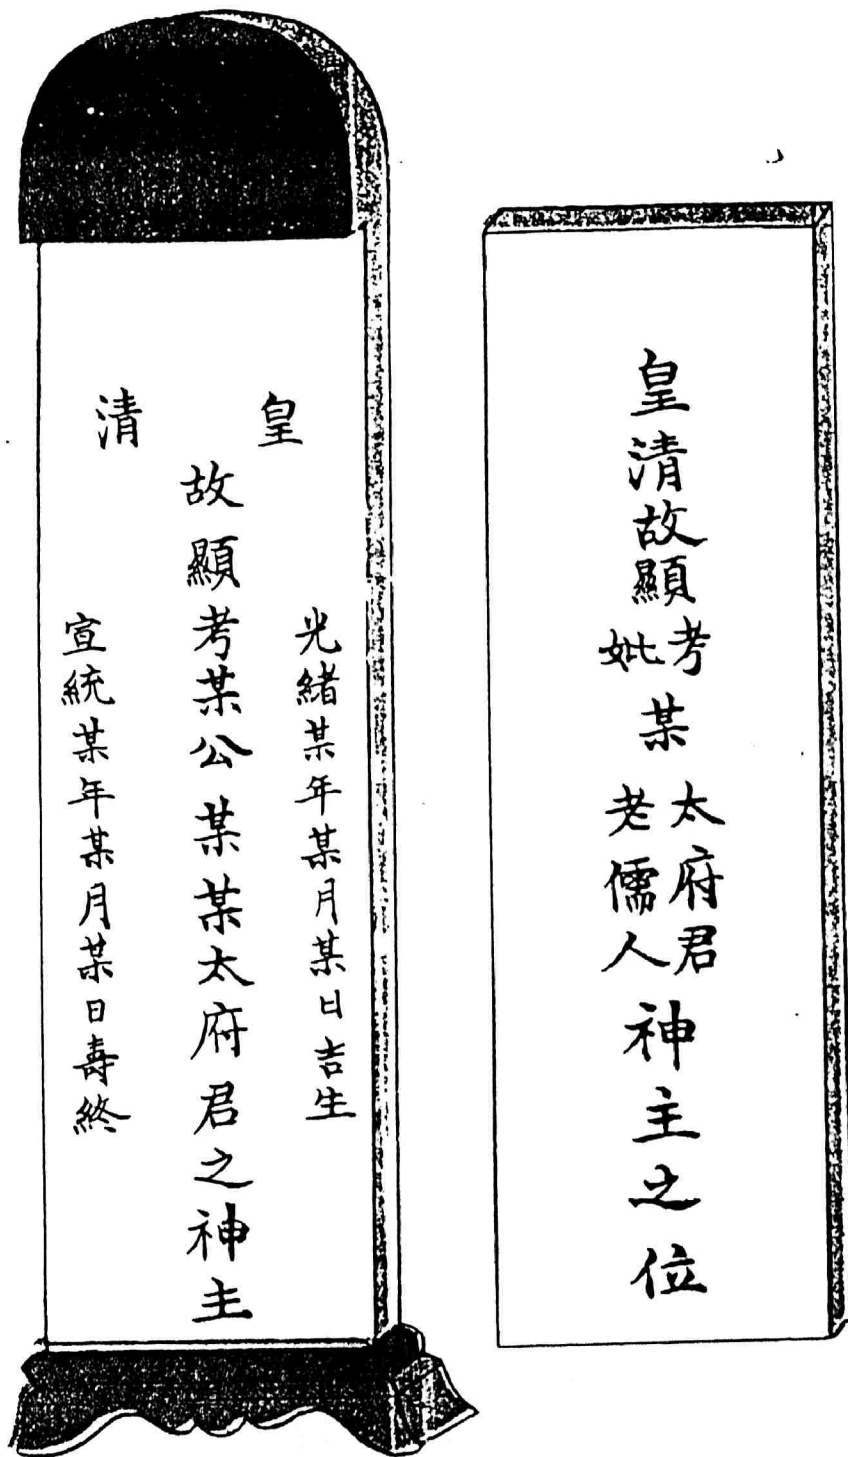 皇清故顯
考
妣
某
太府君
老儒人
神主之位
皇
清
光緒某年某月某日吉生
故顯考某公某某太府君之神主
宣統某年某月某日壽終